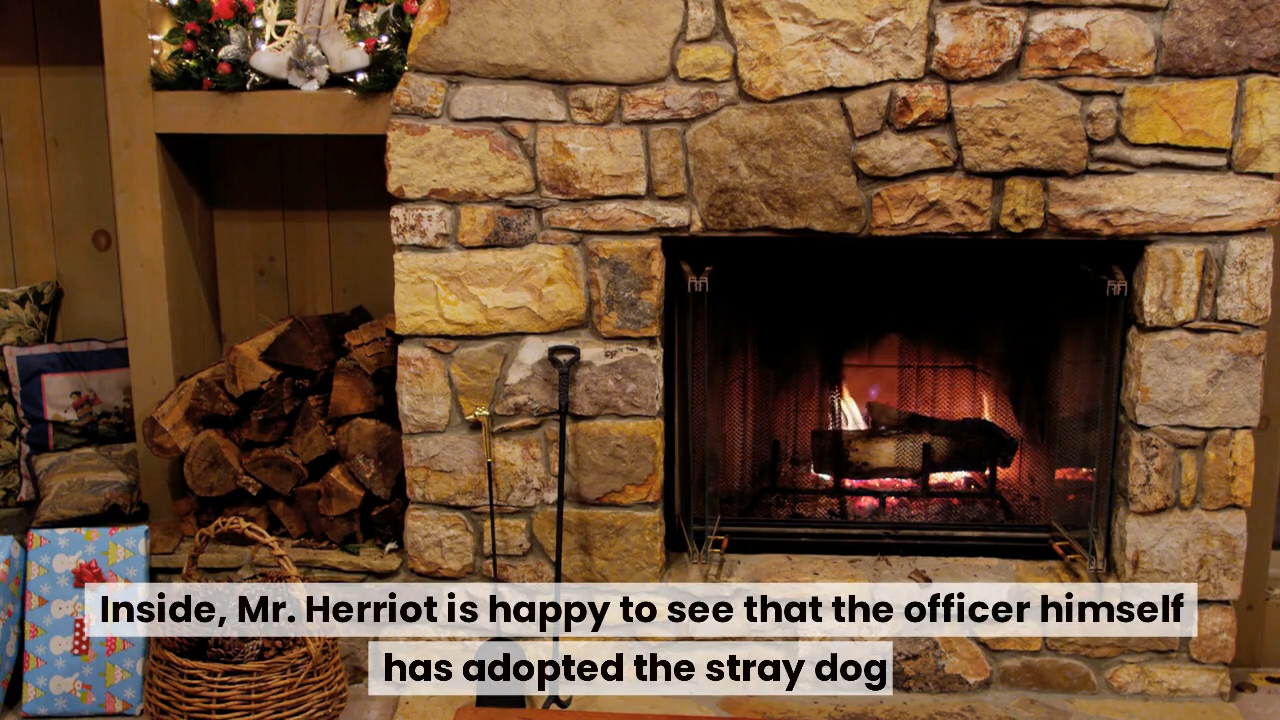 Inside, Mr. Herriot is happy to see that the officer himself
has adopted the stray dog